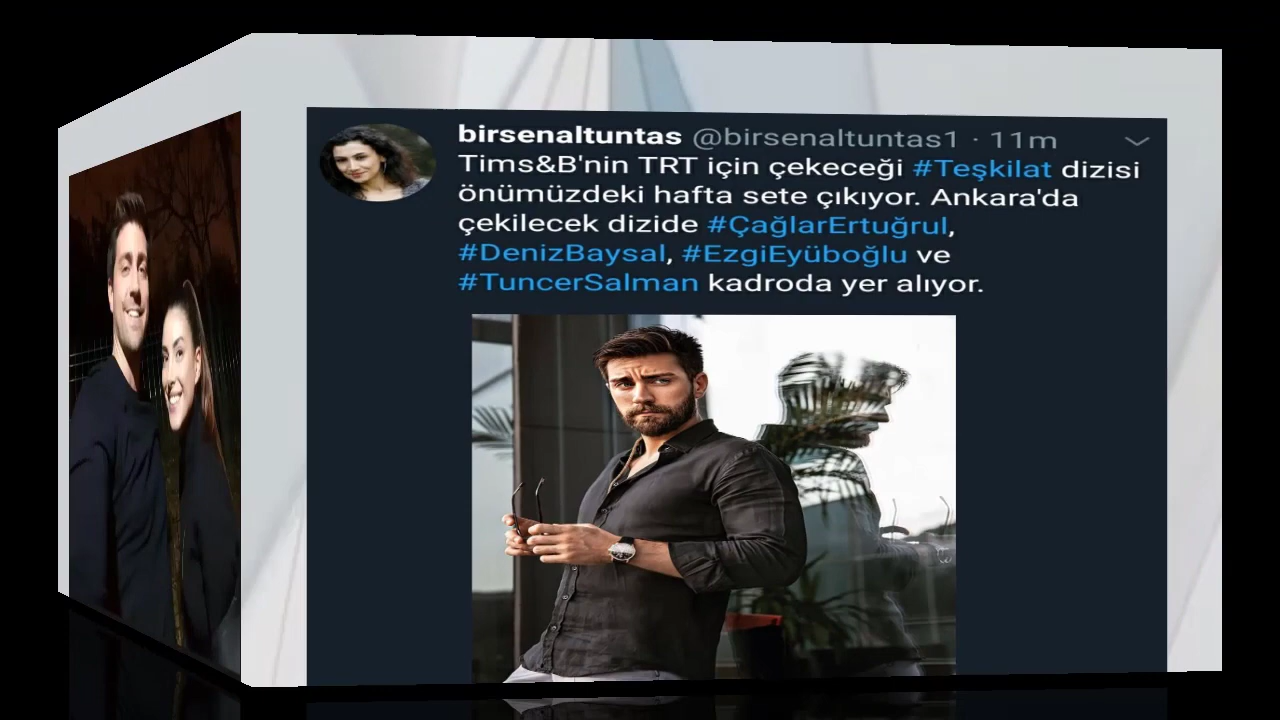 birsenaltuntas @birsenaltuntas1 · 11m
Tims&B'nin TRT için çekeceği #Teşkilat dizisi
önümüzdeki hafta sete çıkıyor. Ankara'da
çekilecek dizide #ÇağlarErtuğrul,
#DenizBaysal, #EzgiEyüboğlu ve
#TuncerSalman kadroda yer alıyor.